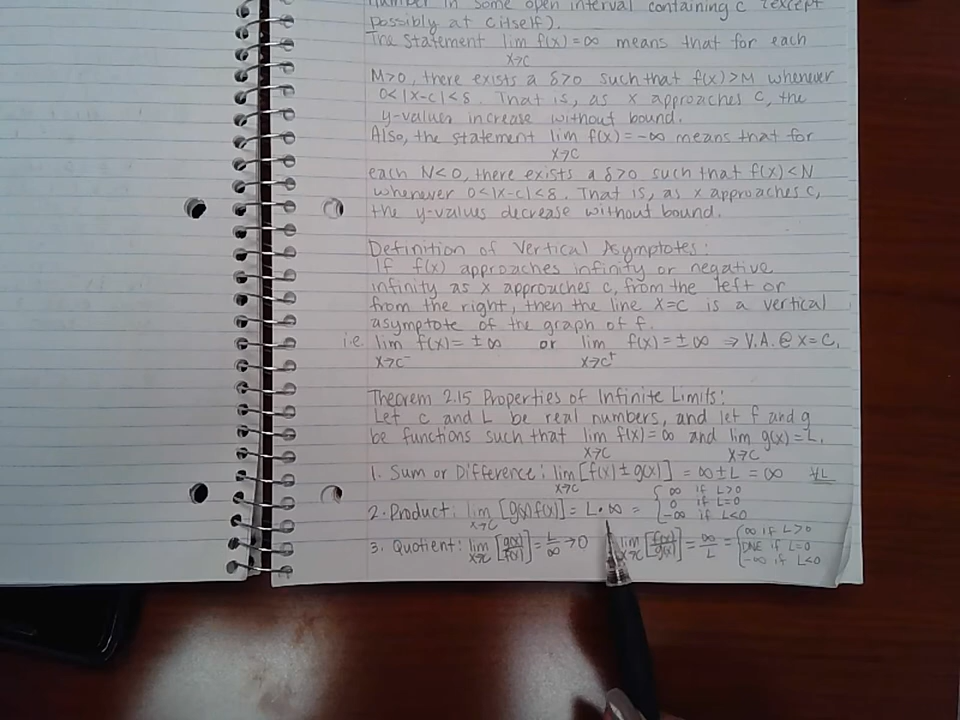 number in some open interval containing c (except
possibly at c itself).
The statement lim f(x)=∞ means that for each
x→c
M>0, there exists a δ>0 such that f(x)>M whenever
0<|x-c|<δ. That is, as x approaches c, the
y-values increase without bound.
Also, the statement lim f(x)=-∞ means that for
x→c
each N<0, there exists a δ>0 such that f(x)<N
whenever 0<|x-c|<δ. That is, as x approaches c,
the y-values decrease without bound.
Definition of Vertical Asymptotes:
If f(x) approaches infinity or negative
infinity as x approaches c, from the left or
from the right, then the line x=c is a vertical
asymptote of the graph of f.
i.e. lim f(x)=±∞ or lim f(x)=±∞ ⇒ V.A. @ x=c.
x→c⁻ x→c⁺
Theorem 2.15 Properties of Infinite Limits:
Let c and L be real numbers, and let f and g
be functions such that lim f(x)=∞ and lim g(x)=L.
x→c x→c
1. Sum or Difference: lim [f(x)±g(x)] = ∞±L = ∞ ∀L
x→c
2. Product: lim [g(x)f(x)] = L•∞ = {∞ if L>0
0 if L=0
-∞ if L<0
x→c
3. Quotient: lim [g(x)/f(x)] = L/∞ →0 lim [f(x)/g(x)] = ∞/L = {∞ if L>0
DNE if L=0
-∞ if L<0
x→c x→c